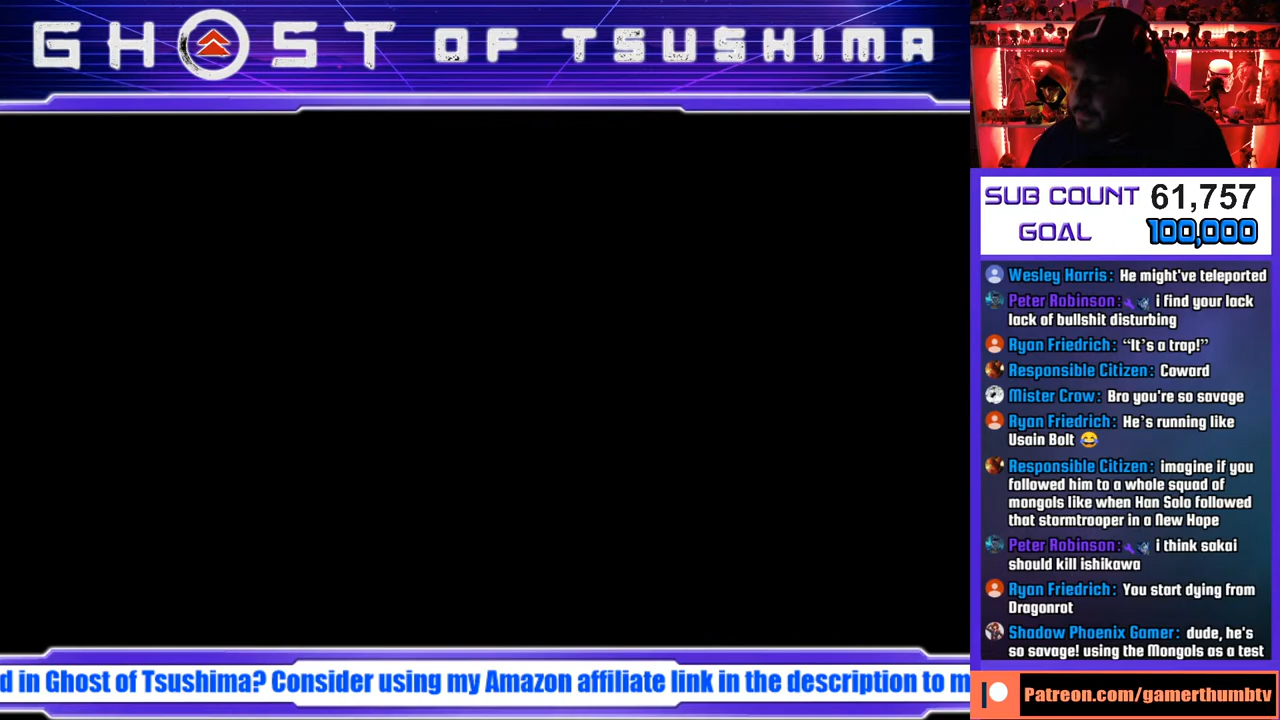 GHOST OF TSUSHIMA
SUB COUNT 61,757
GOAL 100,000
Wesley Harris: He might've teleported
Peter Robinson: i find your lack
lack of bullshit disturbing
Ryan Friedrich: “It’s a trap!”
Responsible Citizen: Coward
Mister Crow: Bro you're so savage
Ryan Friedrich: He’s running like
Usain Bolt 😂
Responsible Citizen: imagine if you
followed him to a whole squad of
mongols like when Han Solo followed
that stormtrooper in a New Hope
Peter Robinson: i think sakai
should kill ishikawa
Ryan Friedrich: You start dying from
Dragonrot
Shadow Phoenix Gamer: dude, he's
so savage! using the Mongols as a test
d in Ghost of Tsushima? Consider using my Amazon affiliate link in the description to m
Patreon.com/gamerthumbtv